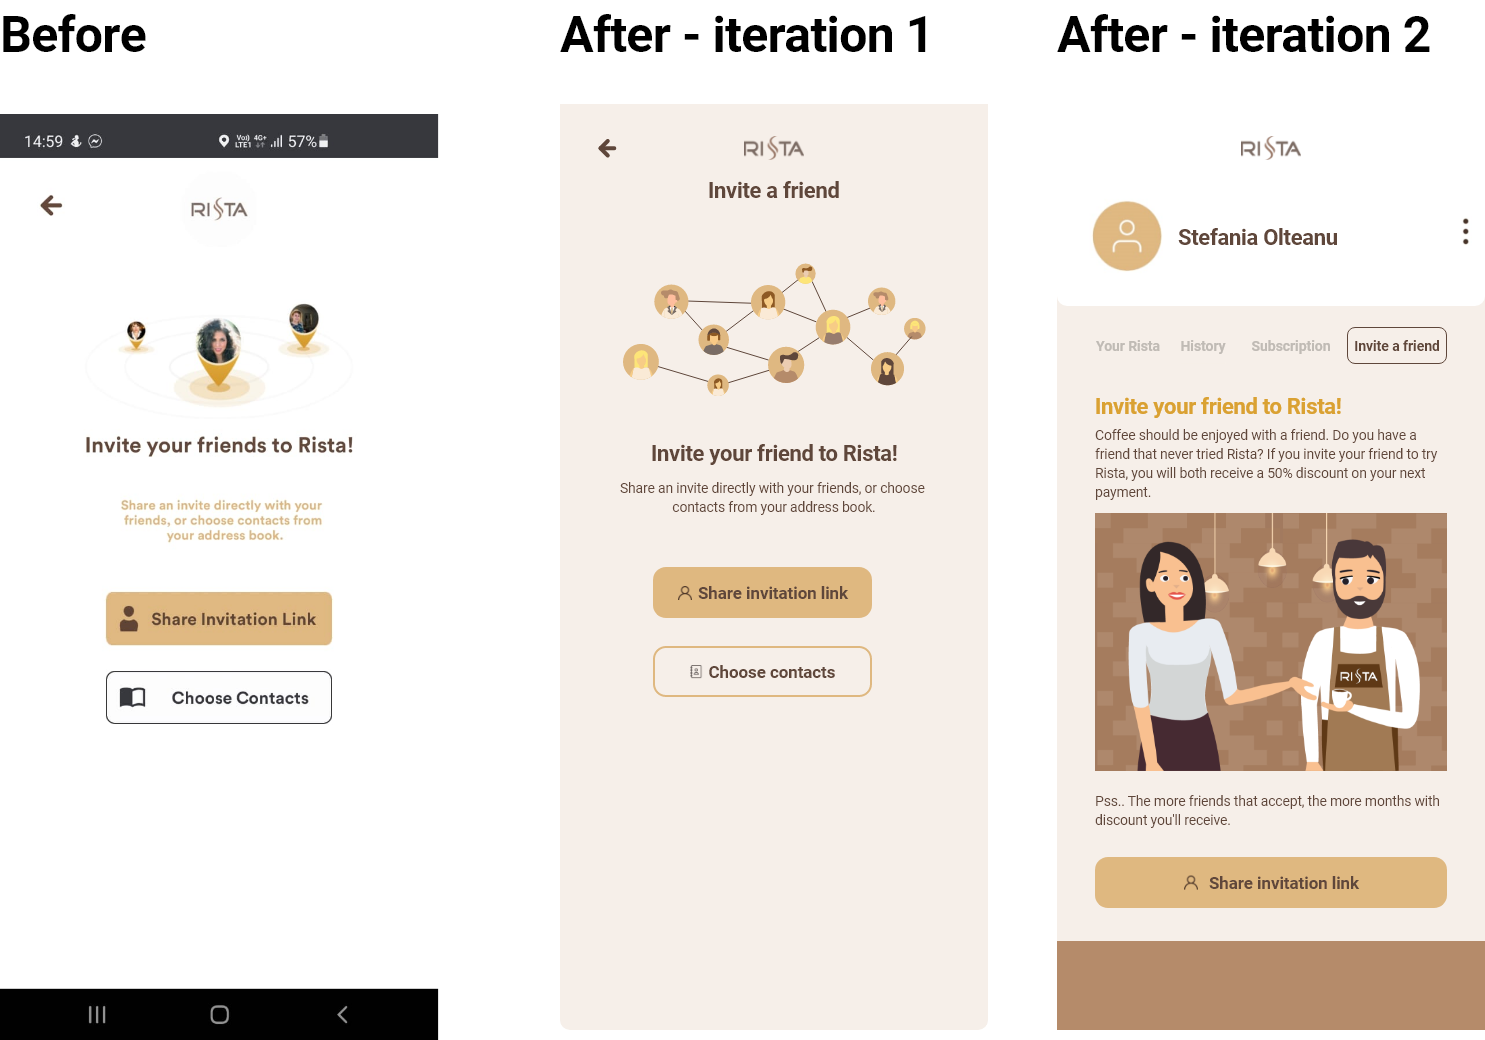 Before
After - iteration 1
After - iteration 2
14:59
Vo)) 4G+
LTE1
57%
RISTA
Invite your friends to Rista!
Share an invite directly with your
friends, or choose contacts from
your address book.
Share Invitation Link
Choose Contacts
RISTA
Invite a friend
Invite your friend to Rista!
Share an invite directly with your friends, or choose
contacts from your address book.
Share invitation link
Choose contacts
RISTA
Stefania Olteanu
Your Rista History Subscription Invite a friend
Invite your friend to Rista!
Coffee should be enjoyed with a friend. Do you have a
friend that never tried Rista? If you invite your friend to try
Rista, you will both receive a 50% discount on your next
payment.
RISTA
Pss.. The more friends that accept, the more months with
discount you'll receive.
Share invitation link